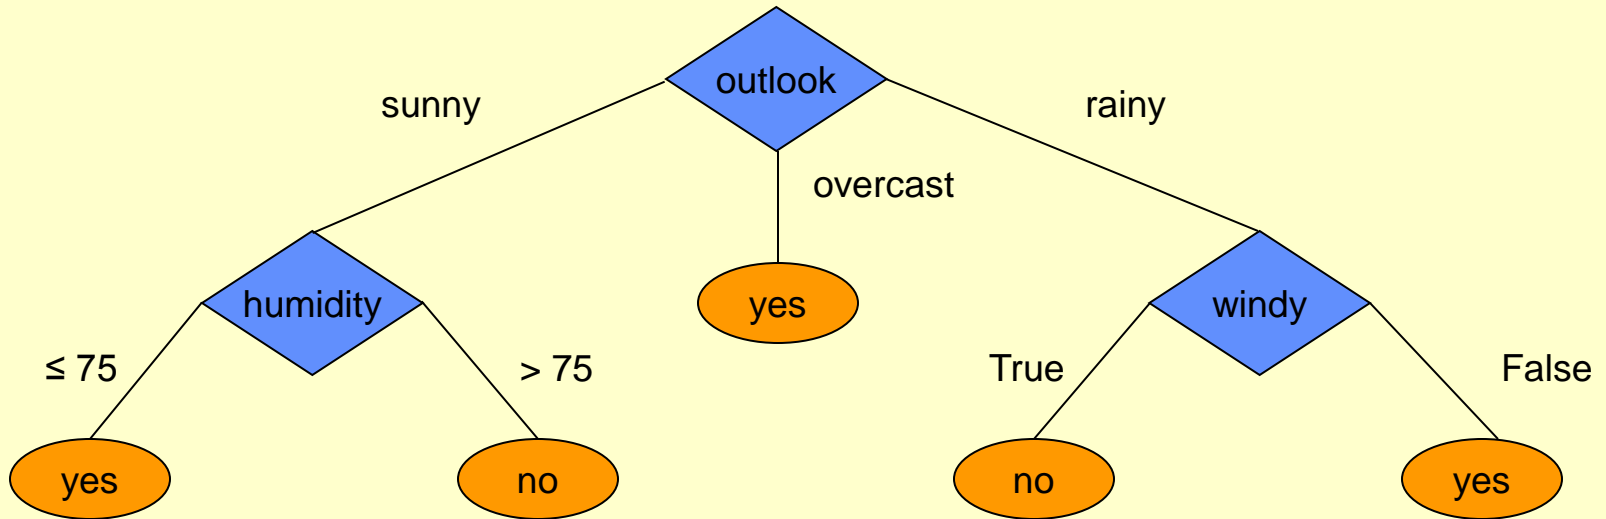 outlook
sunny
rainy
overcast
humidity
yes
windy
≤ 75
> 75
True
False
yes
no
no
yes